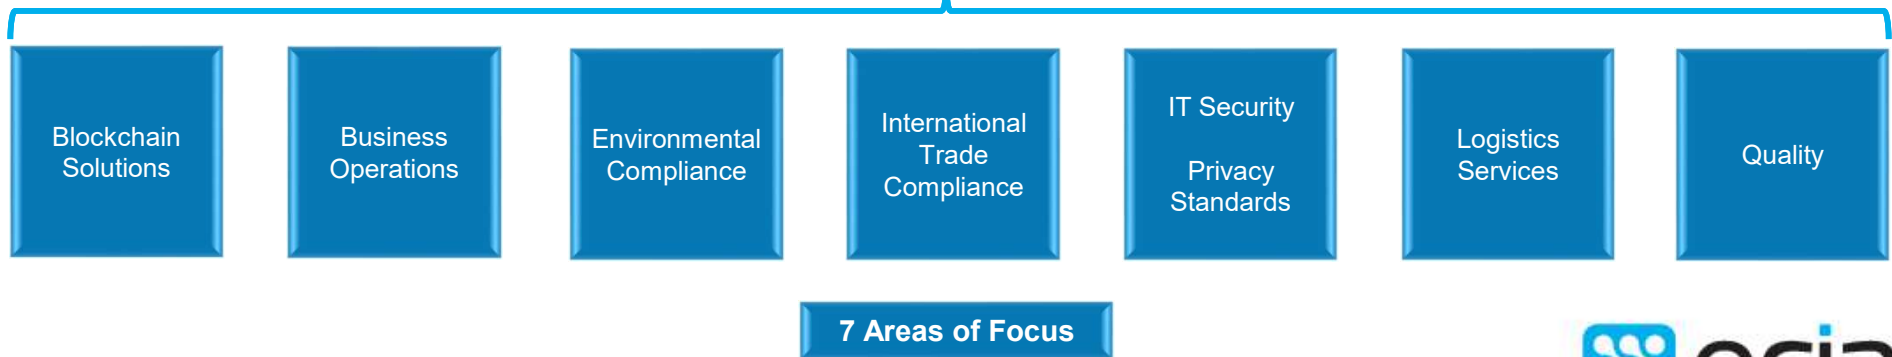 Blockchain
Solutions
Business
Operations
Environmental
Compliance
International
Trade
Compliance
IT Security
Privacy
Standards
Logistics
Services
Quality
7 Areas of Focus